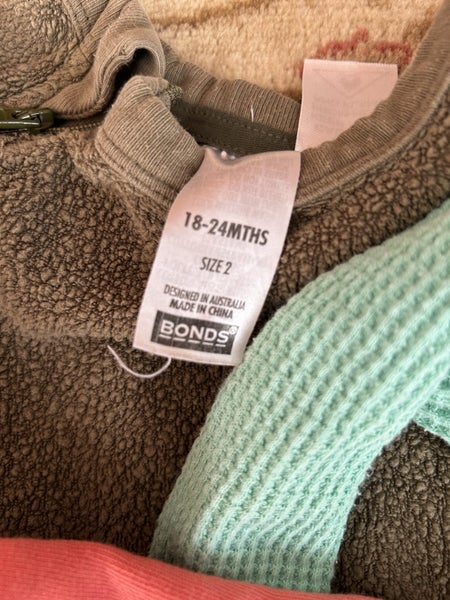 18-24MTHS
SIZE 2
DESIGNED IN AUSTRALIA
MADE IN CHINA
BONDS®